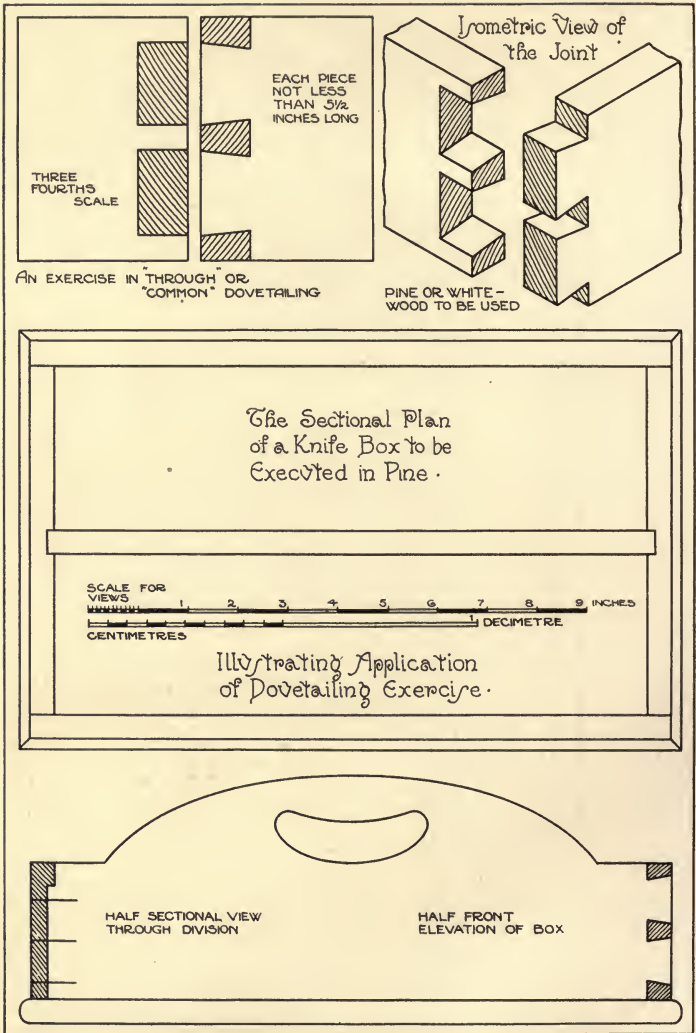 Isometric View of
the Joint ·
EACH PIECE
NOT LESS
THAN 5½
INCHES LONG
THREE
FOURTHS
SCALE
AN EXERCISE IN "THROUGH" OR
"COMMON" DOVETAILING
PINE OR WHITE-
WOOD TO BE USED
The Sectional Plan
of a Knife Box to be
Executed in Pine ·
SCALE FOR
VIEWS
1 2 3 4 5 6 7 8 9 INCHES
1 DECIMETRE
CENTIMETRES
Illustrating Application
of Dovetailing Exercise ·
HALF SECTIONAL VIEW
THROUGH DIVISION
HALF FRONT
ELEVATION OF BOX